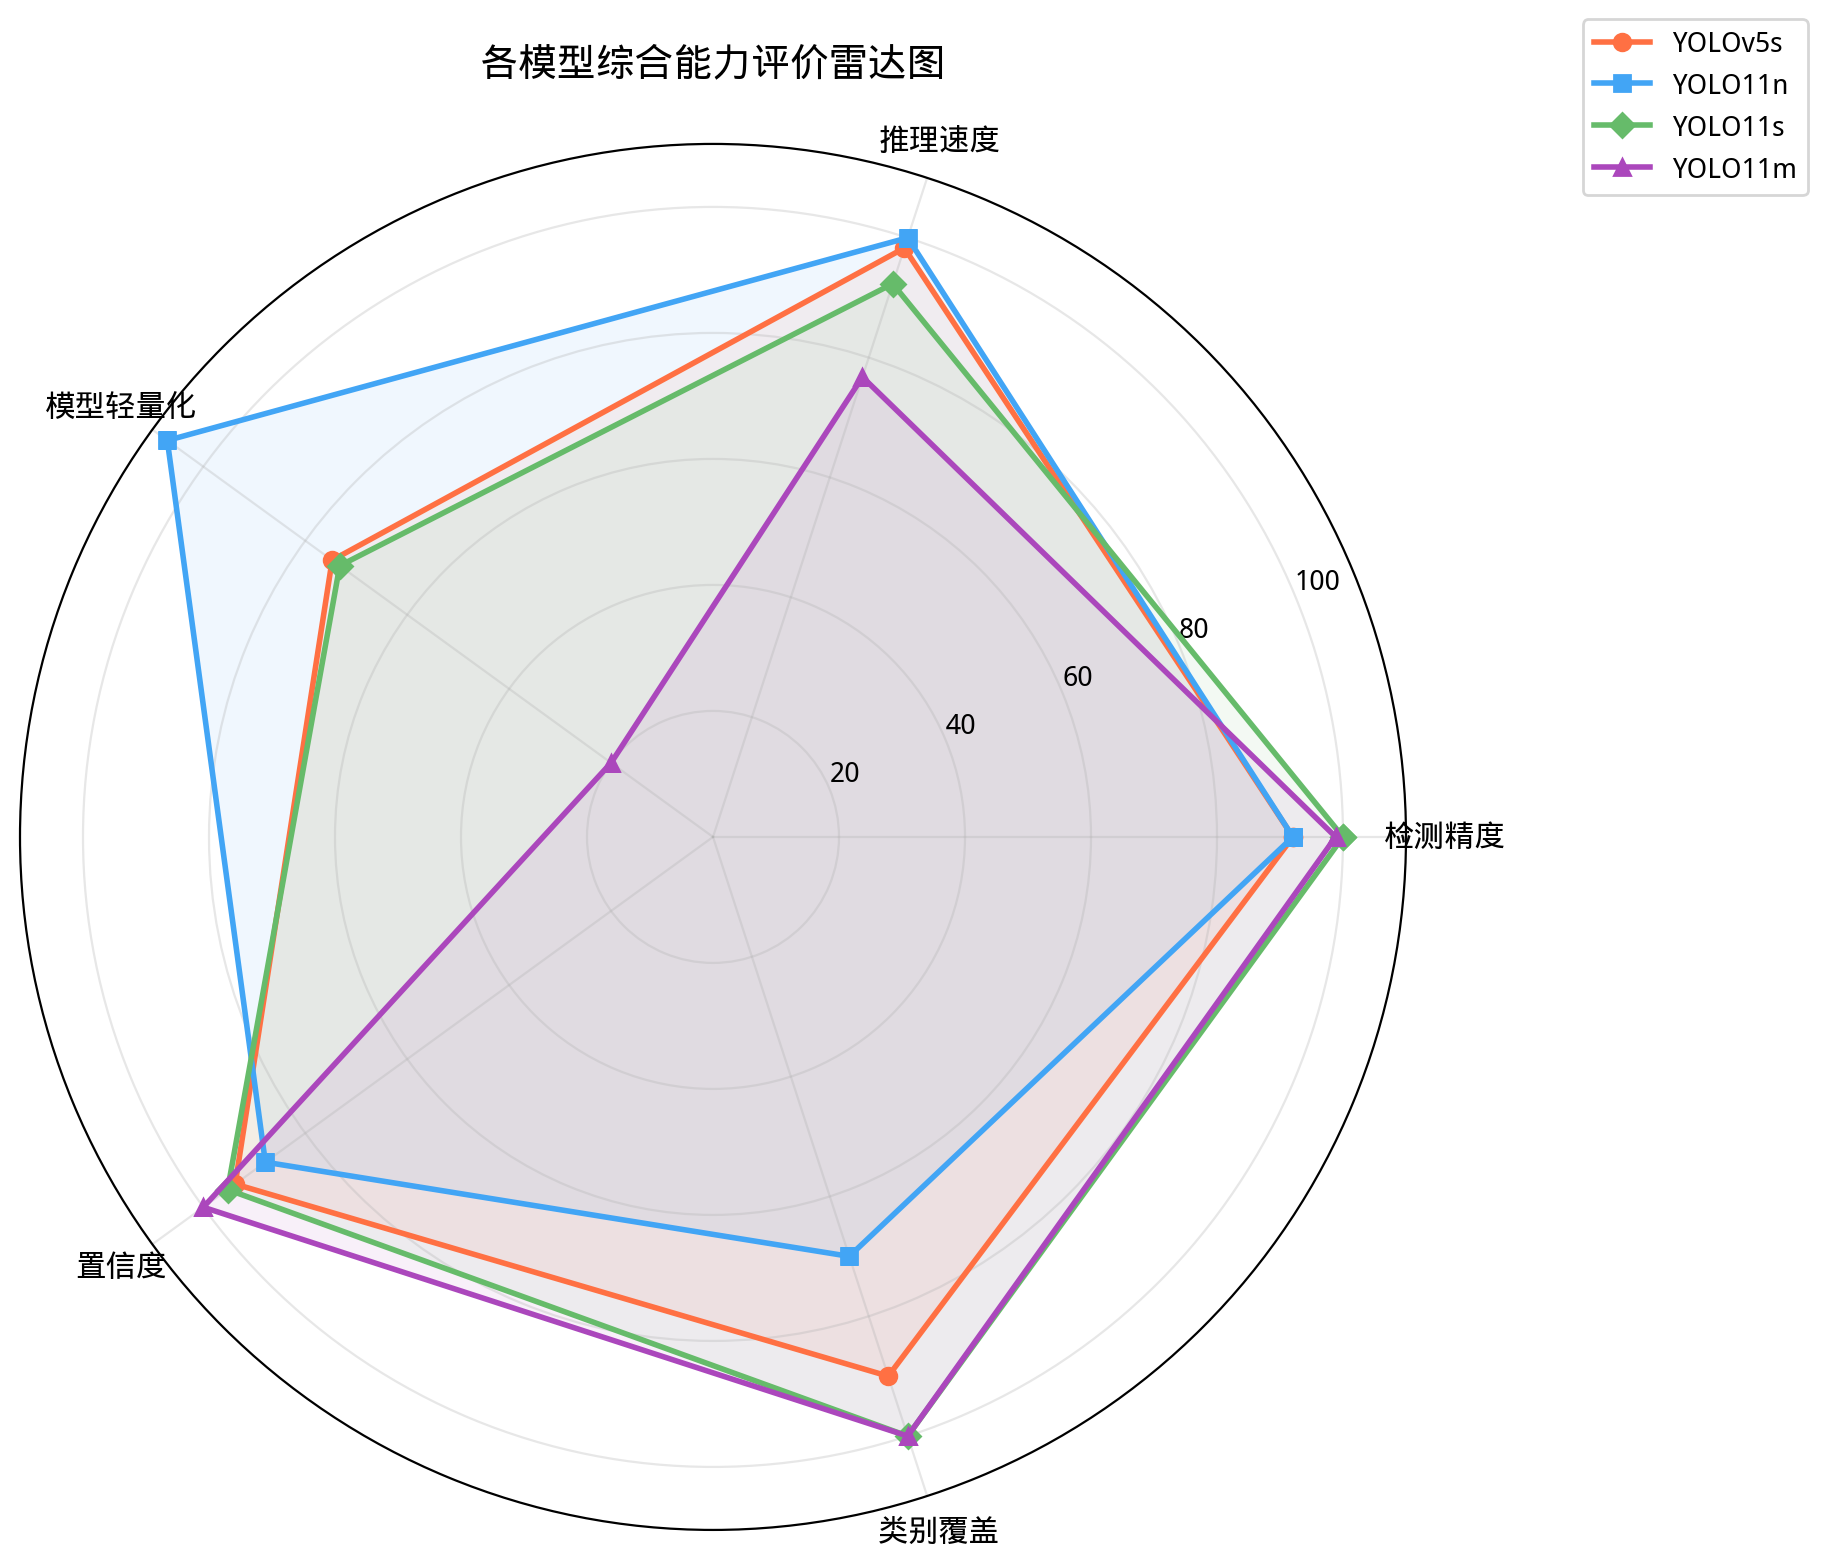 各模型综合能力评价雷达图
YOLOv5s
YOLO11n
YOLO11s
YOLO11m
推理速度
模型轻量化
100
80
60
40
20
检测精度
置信度
类别覆盖